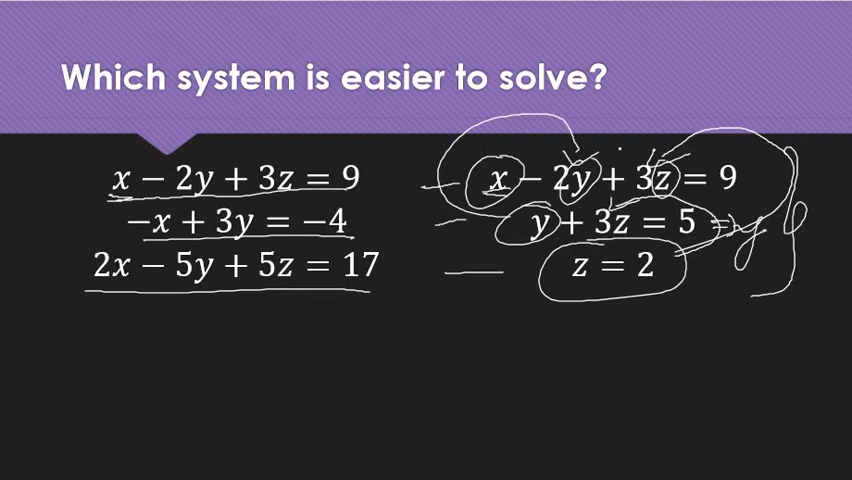 Which system is easier to solve?
x − 2y + 3z = 9
−x + 3y = −4
2x − 5y + 5z = 17
x − 2y + 3z = 9
y + 3z = 5 ⇒ y
z = 2